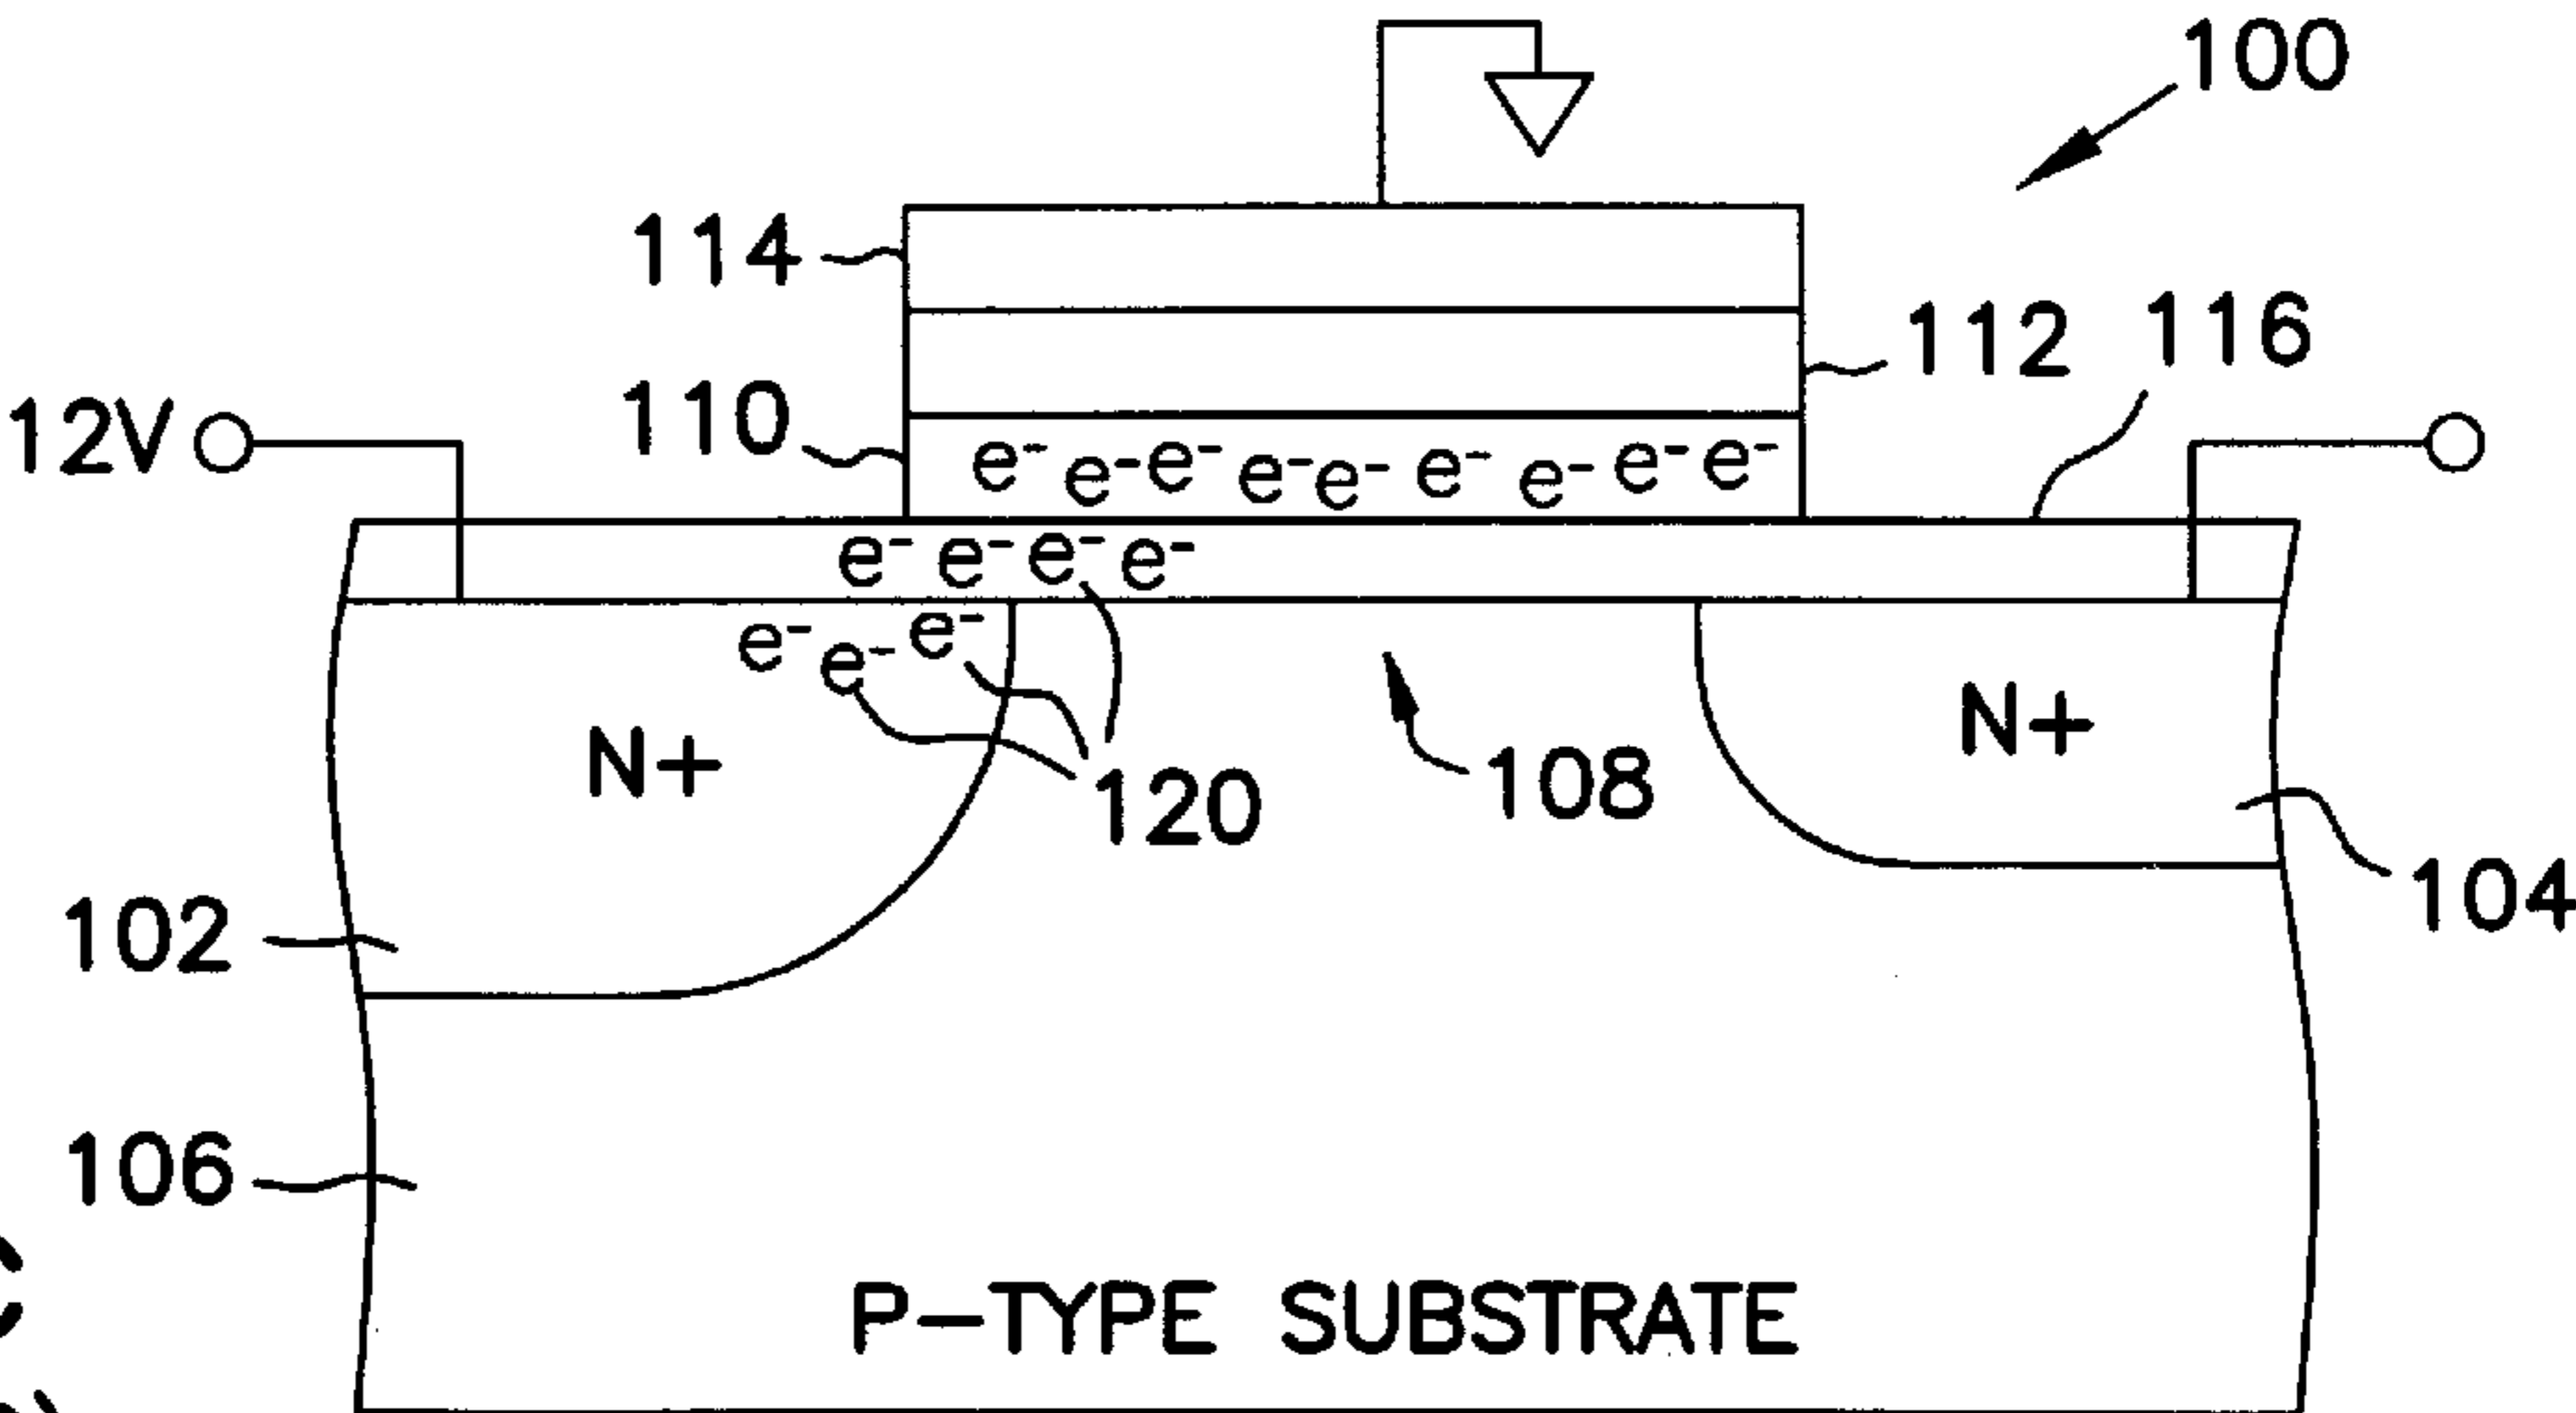 100
114
112
116
12V
110
e- e- e- e- e- e- e- e- e-
e- e- e- e-
e- e- e-
N+
N+
120
108
102
104
106
P-TYPE SUBSTRATE